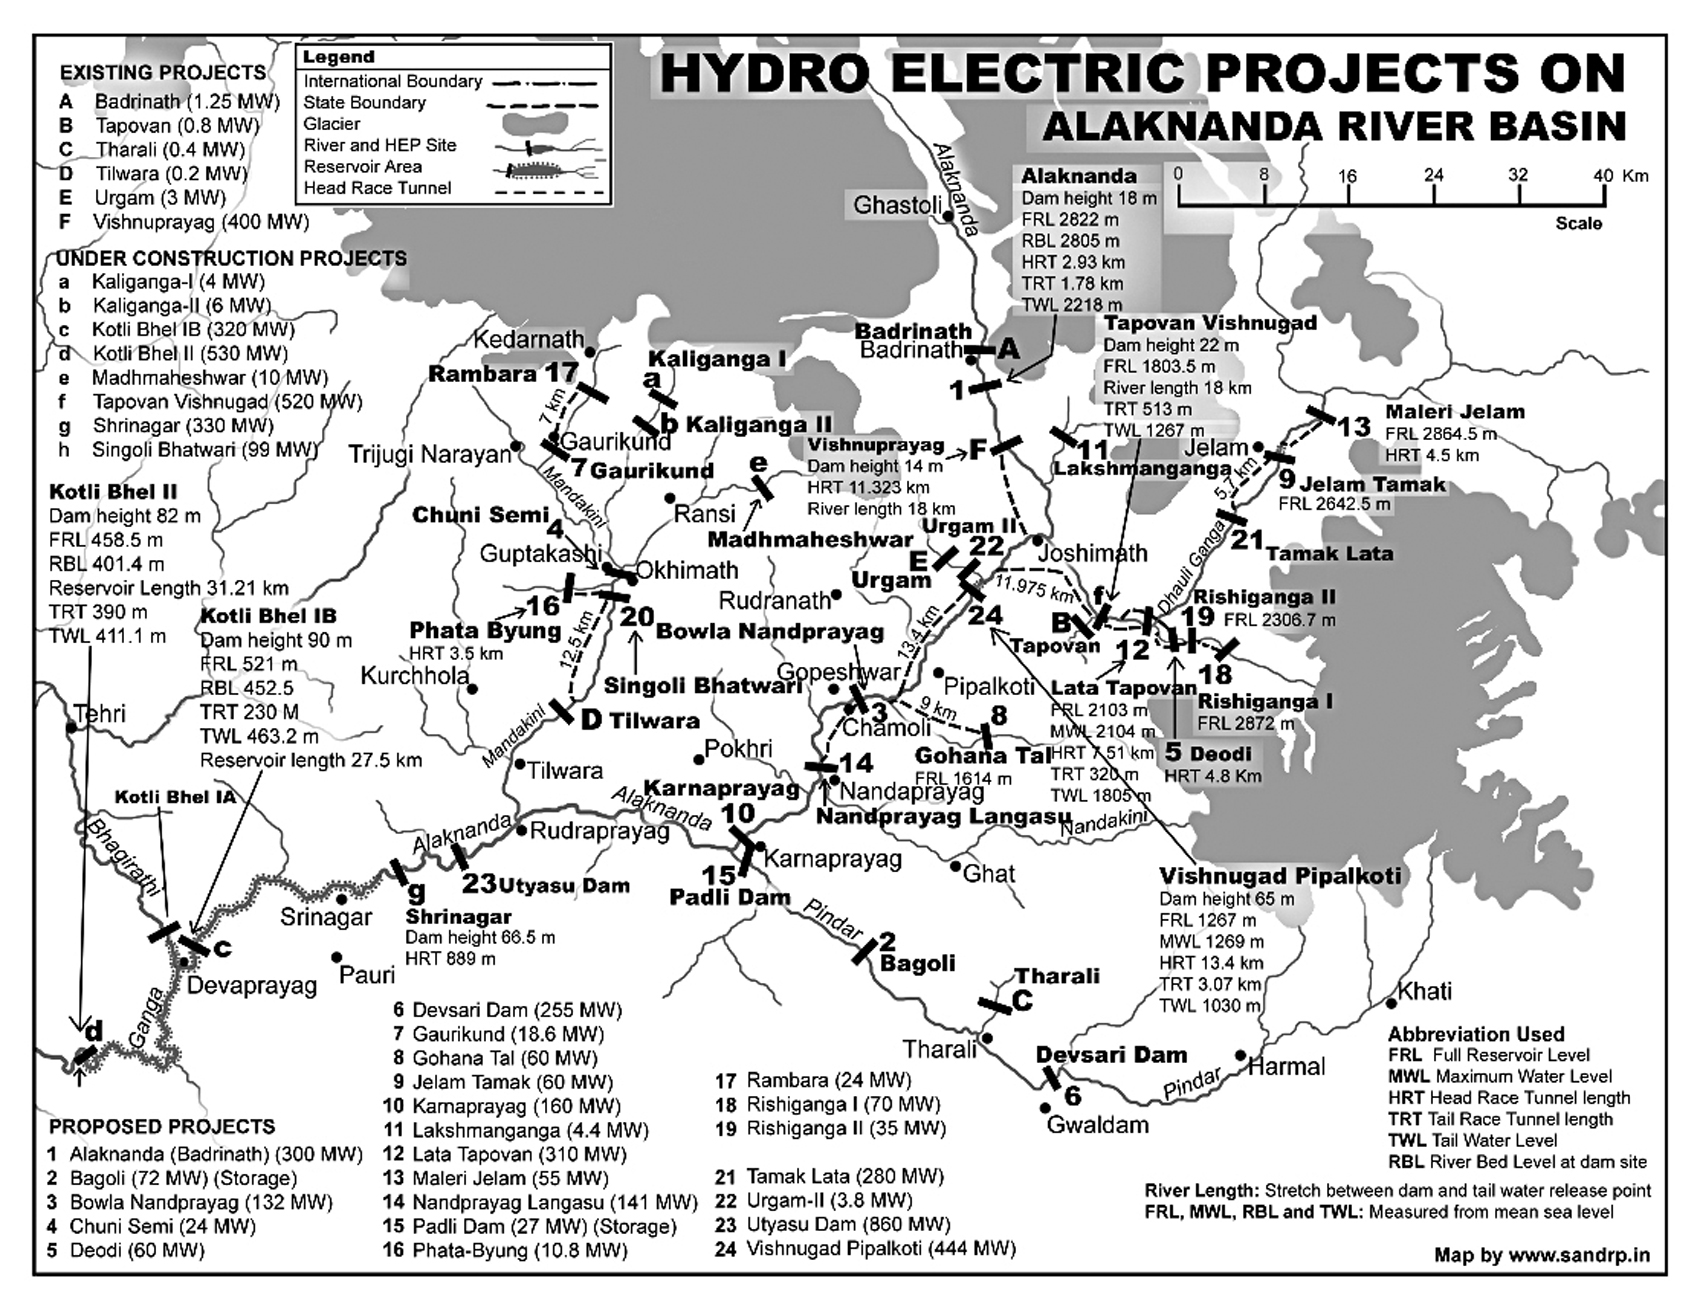 HYDRO ELECTRIC PROJECTS ON
ALAKNANDA RIVER BASIN
0 8 16 24 32 40 Km
Scale
EXISTING PROJECTS
A Badrinath (1.25 MW)
B Tapovan (0.8 MW)
C Tharali (0.4 MW)
D Tilwara (0.2 MW)
E Urgam (3 MW)
F Vishnuprayag (400 MW)
UNDER CONSTRUCTION PROJECTS
a Kaliganga-I (4 MW)
b Kaliganga-II (6 MW)
c Kotli Bhel IB (320 MW)
d Kotli Bhel II (530 MW)
e Madhmaheshwar (10 MW)
f Tapovan Vishnugad (520 MW)
g Shrinagar (330 MW)
h Singoli Bhatwari (99 MW)
Legend
International Boundary
State Boundary
Glacier
River and HEP Site
Reservoir Area
Head Race Tunnel
Kotli Bhel II
Dam height 82 m
FRL 458.5 m
RBL 401.4 m
Reservoir Length 31.21 km
TRT 390 m
TWL 411.1 m
Kotli Bhel IB
Dam height 90 m
FRL 521 m
RBL 452.5
TRT 230 M
TWL 463.2 m
Reservoir length 27.5 km
Kotli Bhel IA
Tehri
Bhagirathi
c
Devaprayag
Ganga
d
Srinagar
Pauri
g
Shrinagar
Dam height 66.5 m
HRT 889 m
Alaknanda
23 Utyasu Dam
Rudraprayag
Tilwara
Mandakini
D Tilwara
Kurchhola
Kedarnath
Rambara 17
7 km
Gaurikund
7 Gaurikund
Trijugi Narayan
Mandakini
Kaliganga I
a
b Kaliganga II
Chuni Semi
4
Guptakashi
Okhimath
16
Phata Byung
HRT 3.5 km
20
12.5 km
Singoli Bhatwari
Ransi
e
Madhmaheshwar
Rudranath
Bowla Nandprayag
Gopeshwar
3
Chamoli
Pokhri
Karnaprayag
10
Alaknanda
Karnaprayag
15
Padli Dam
14
Nandaprayag
Nandprayag Langasu
Nandakini
Ghat
Pindar
2
Bagoli
Tharali
C
Tharali
Devsari Dam
6
Gwaldam
Pindar
Harmal
Khati
Alaknanda
Ghastoli
Alaknanda
Dam height 18 m
FRL 2822 m
RBL 2805 m
HRT 2.93 km
TRT 1.78 km
TWL 2218 m
Badrinath
Badrinath
A
1
Vishnuprayag
Dam height 14 m
HRT 11.323 km
River length 18 km
F
Tapovan Vishnugad
Dam height 22 m
FRL 1803.5 m
River length 18 km
TRT 513 m
TWL 1267 m
11
Lakshmanganga
Jelam
13
Maleri Jelam
FRL 2864.5 m
HRT 4.5 km
9
Jelam Tamak
FRL 2642.5 m
5.7 km
21
Tamak Lata
Dhauli Ganga
Urgam II
22
E
Urgam
Joshimath
11.975 km
24
13.4 km
f
B
Tapovan
12
Lata Tapovan
FRL 2103 m
MWL 2104 m
HRT 7.51 km
TRT 320 m
TWL 1805 m
Rishiganga II
19 FRL 2306.7 m
18
Rishiganga I
FRL 2872 m
5 Deodi
HRT 4.8 Km
Pipalkoti
9 km
8
Gohana Tal
FRL 1614 m
Vishnugad Pipalkoti
Dam height 65 m
FRL 1267 m
MWL 1269 m
HRT 13.4 km
TRT 3.07 km
TWL 1030 m
PROPOSED PROJECTS
1 Alaknanda (Badrinath) (300 MW)
2 Bagoli (72 MW) (Storage)
3 Bowla Nandprayag (132 MW)
4 Chuni Semi (24 MW)
5 Deodi (60 MW)
6 Devsari Dam (255 MW)
7 Gaurikund (18.6 MW)
8 Gohana Tal (60 MW)
9 Jelam Tamak (60 MW)
10 Karnaprayag (160 MW)
11 Lakshmanganga (4.4 MW)
12 Lata Tapovan (310 MW)
13 Maleri Jelam (55 MW)
14 Nandprayag Langasu (141 MW)
15 Padli Dam (27 MW) (Storage)
16 Phata-Byung (10.8 MW)
17 Rambara (24 MW)
18 Rishiganga I (70 MW)
19 Rishiganga II (35 MW)
21 Tamak Lata (280 MW)
22 Urgam-II (3.8 MW)
23 Utyasu Dam (860 MW)
24 Vishnugad Pipalkoti (444 MW)
Abbreviation Used
FRL Full Reservoir Level
MWL Maximum Water Level
HRT Head Race Tunnel length
TRT Tail Race Tunnel length
TWL Tail Water Level
RBL River Bed Level at dam site
River Length: Stretch between dam and tail water release point
FRL, MWL, RBL and TWL: Measured from mean sea level
Map by www.sandrp.in